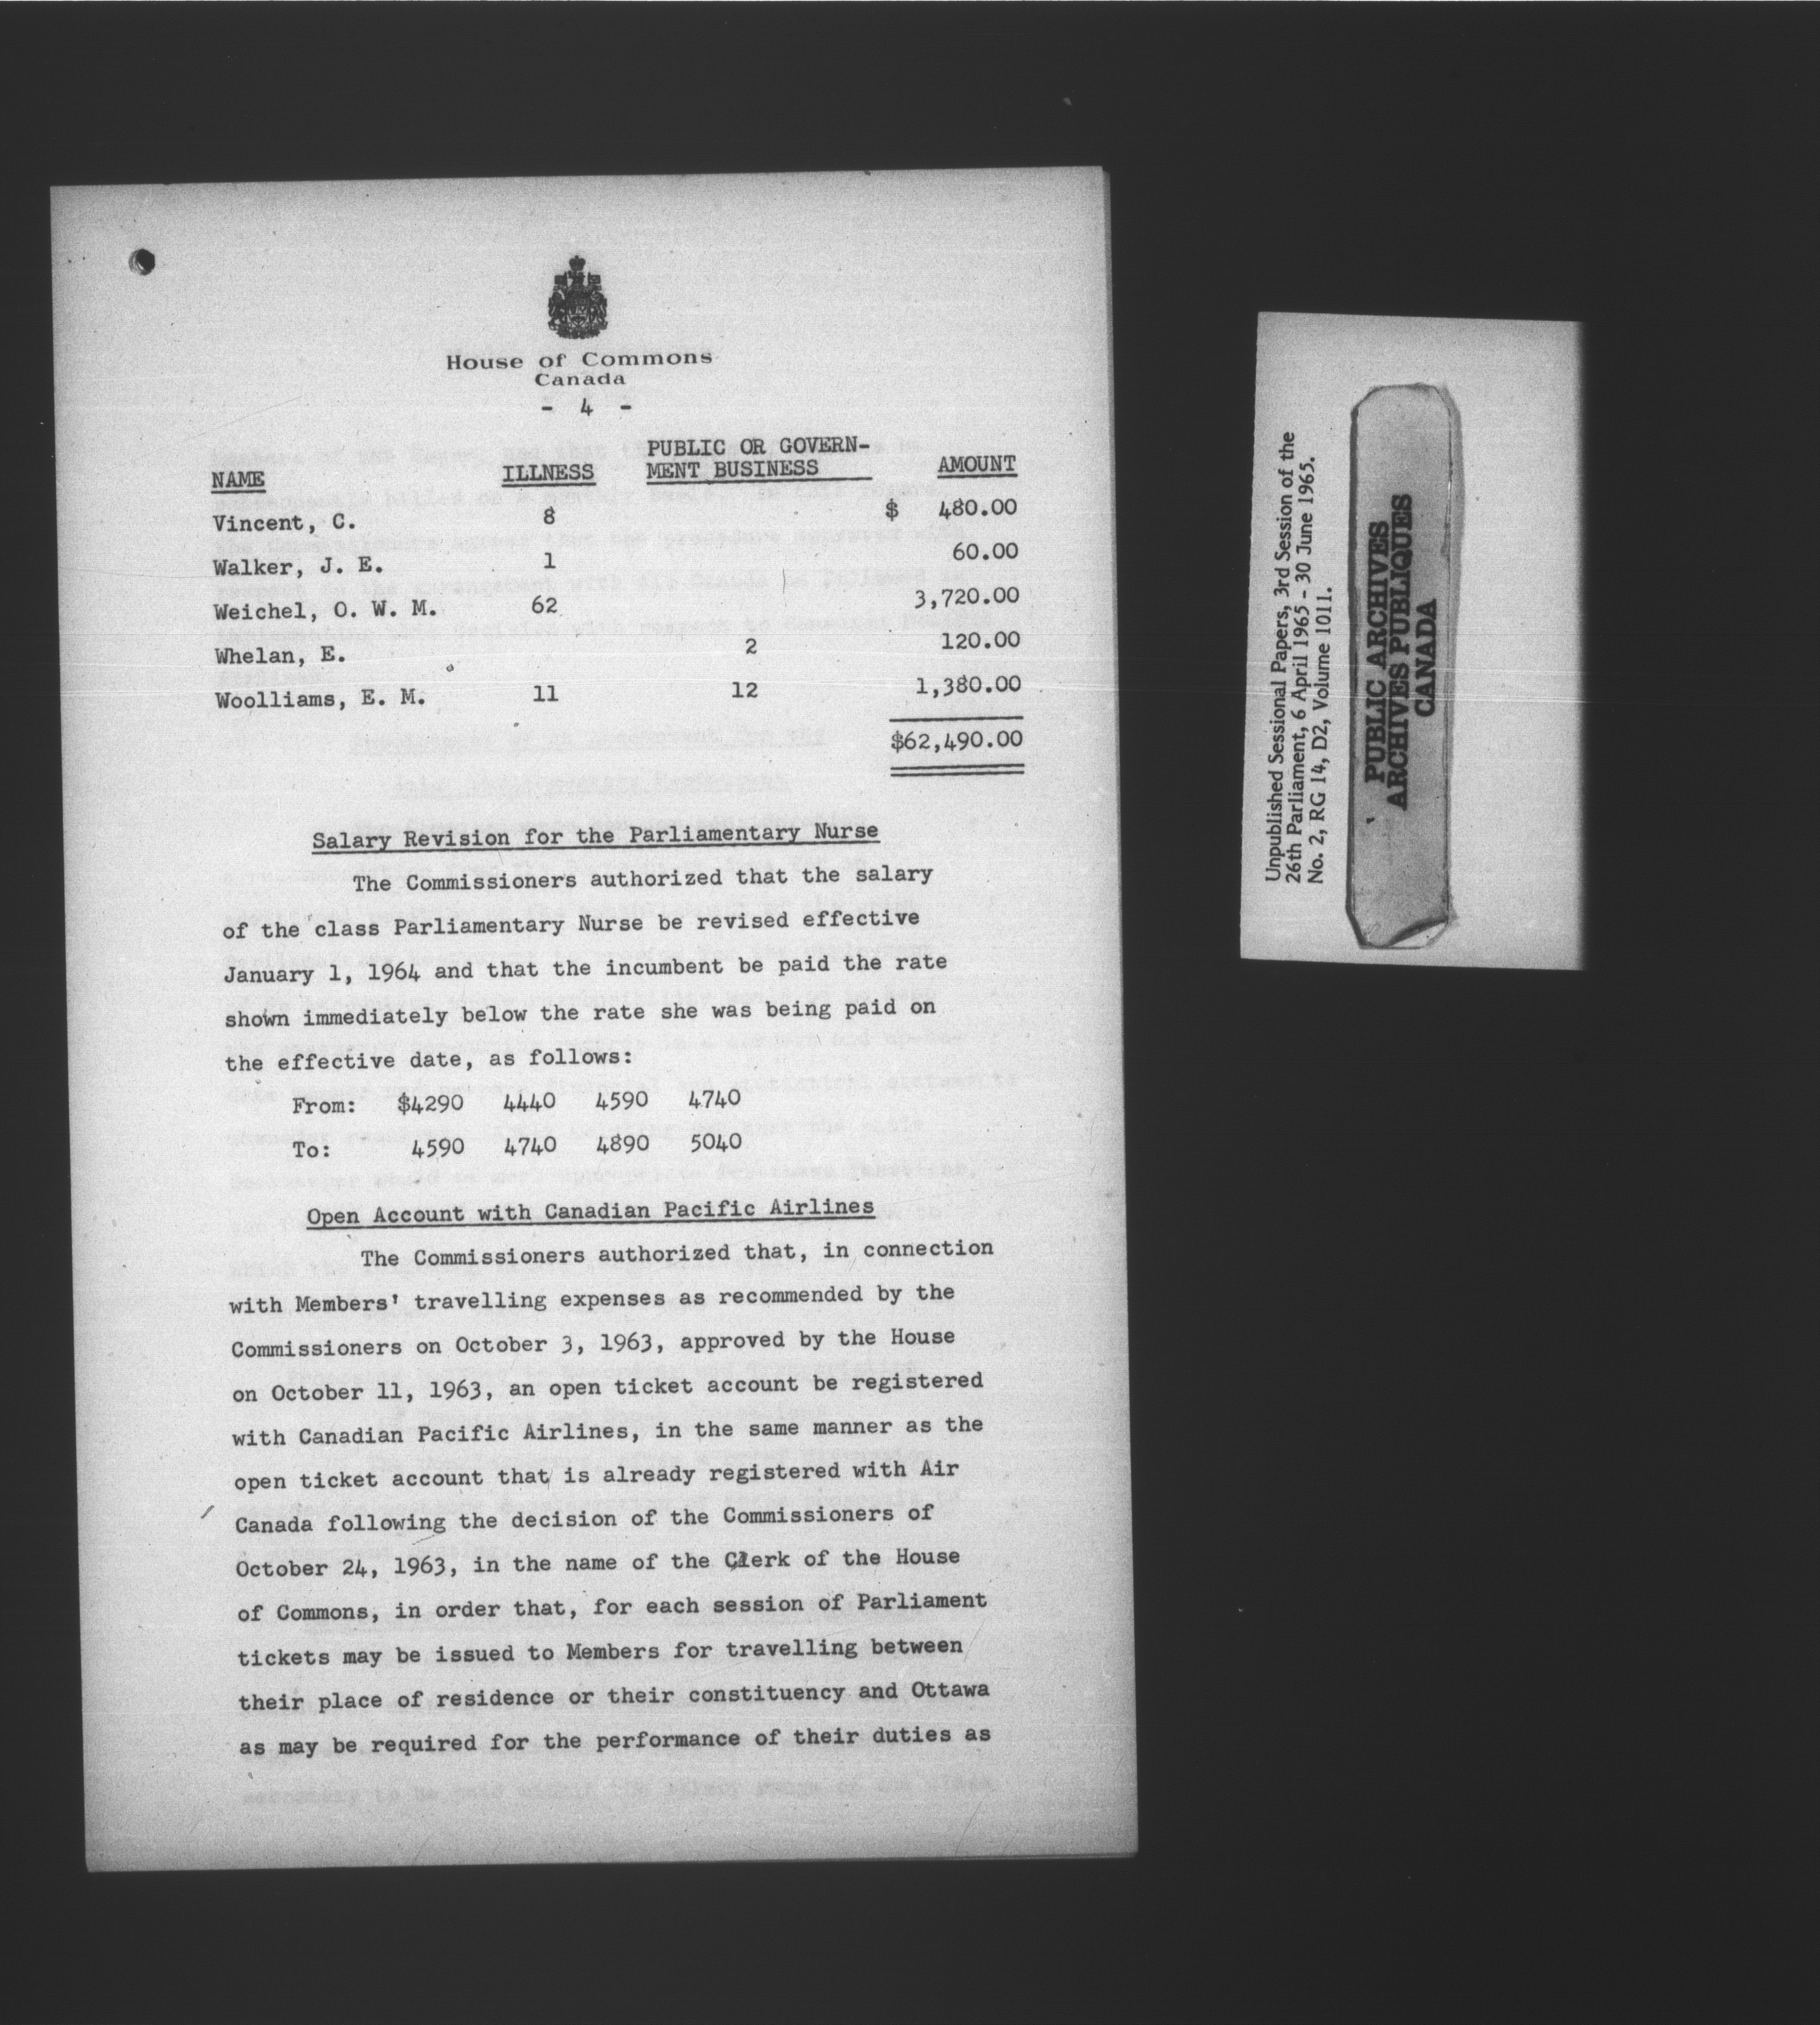 House of Commons
Canada
- 4 -
NAME ILLNESS PUBLIC OR GOVERN-
MENT BUSINESS AMOUNT
Vincent, C. 8 $ 480.00
Walker, J. E. 1 60.00
Weichel, O. W. M. 62 3,720.00
Whelan, E. 2 120.00
Woolliams, E. M. 11 12 1,380.00
$62,490.00
Salary Revision for the Parliamentary Nurse
The Commissioners authorized that the salary
of the class Parliamentary Nurse be revised effective
January 1, 1964 and that the incumbent be paid the rate
shown immediately below the rate she was being paid on
the effective date, as follows:
From: $4290 4440 4590 4740
To: 4590 4740 4890 5040
Open Account with Canadian Pacific Airlines
The Commissioners authorized that, in connection
with Members' travelling expenses as recommended by the
Commissioners on October 3, 1963, approved by the House
on October 11, 1963, an open ticket account be registered
with Canadian Pacific Airlines, in the same manner as the
open ticket account that is already registered with Air
Canada following the decision of the Commissioners of
October 24, 1963, in the name of the Clerk of the House
of Commons, in order that, for each session of Parliament
tickets may be issued to Members for travelling between
their place of residence or their constituency and Ottawa
as may be required for the performance of their duties as
Unpublished Sessional Papers, 3rd Session of the
26th Parliament, 6 April 1965 - 30 June 1965.
No. 2, RG 14, D2, Volume 1011.
PUBLIC ARCHIVES
ARCHIVES PUBLIQUES
CANADA